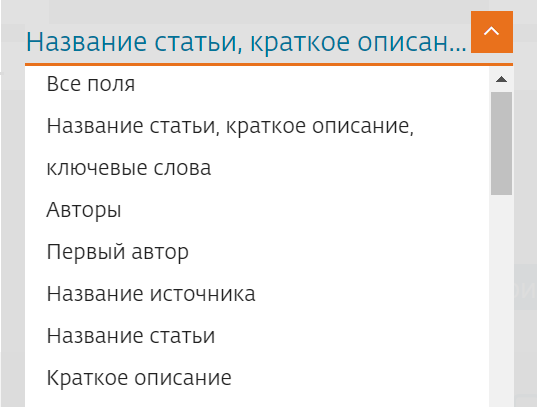 Название статьи, краткое описан...
Все поля
Название статьи, краткое описание,
ключевые слова
Авторы
Первый автор
Название источника
Название статьи
Краткое описание